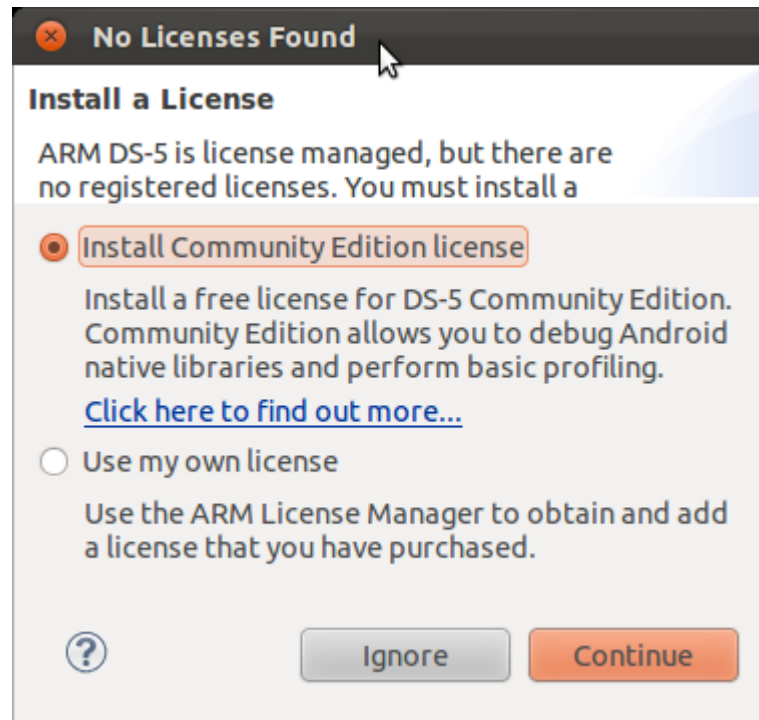 No Licenses Found
Install a License
ARM DS-5 is license managed, but there are
no registered licenses. You must install a
Install Community Edition license
Install a free license for DS-5 Community Edition.
Community Edition allows you to debug Android
native libraries and perform basic profiling.
Click here to find out more...
Use my own license
Use the ARM License Manager to obtain and add
a license that you have purchased.
?
Ignore
Continue